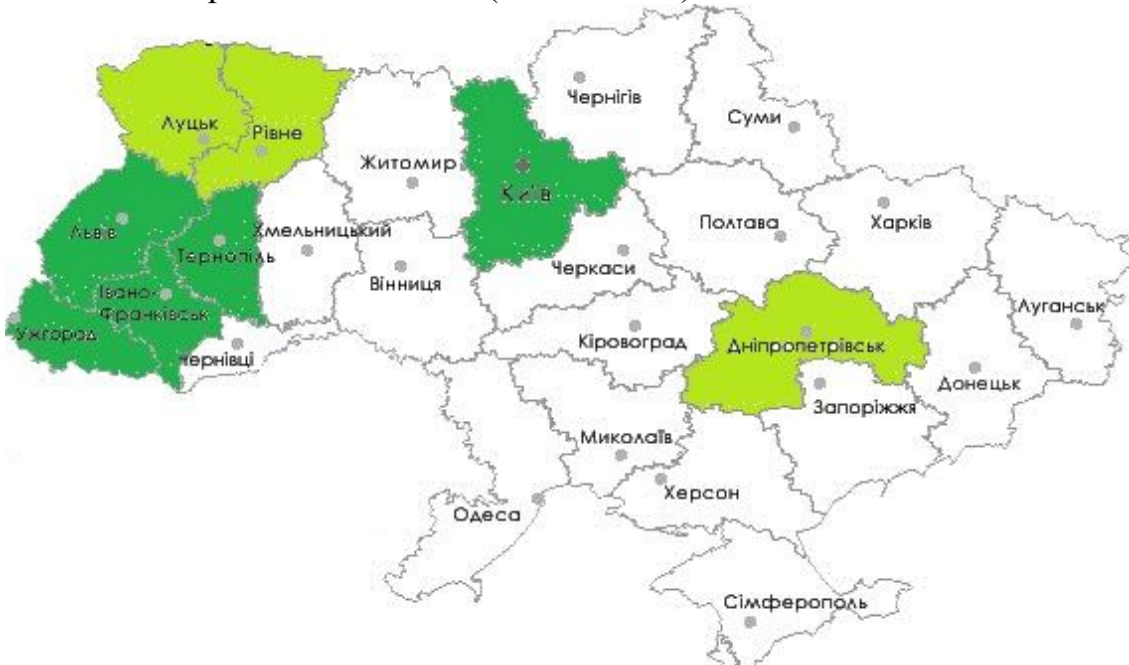 Чернігів
Суми
Луцьк
Рівне
Житомир
Київ
Львів
Тернопіль
Хмельницький
Полтава
Харків
Вінниця
Черкаси
Івано-
Франківськ
Ужгород
Чернівці
Кіровоград
Дніпропетрівськ
Луганськ
Донецьк
Запоріжжя
Миколаїв
Херсон
Одеса
Сімферополь